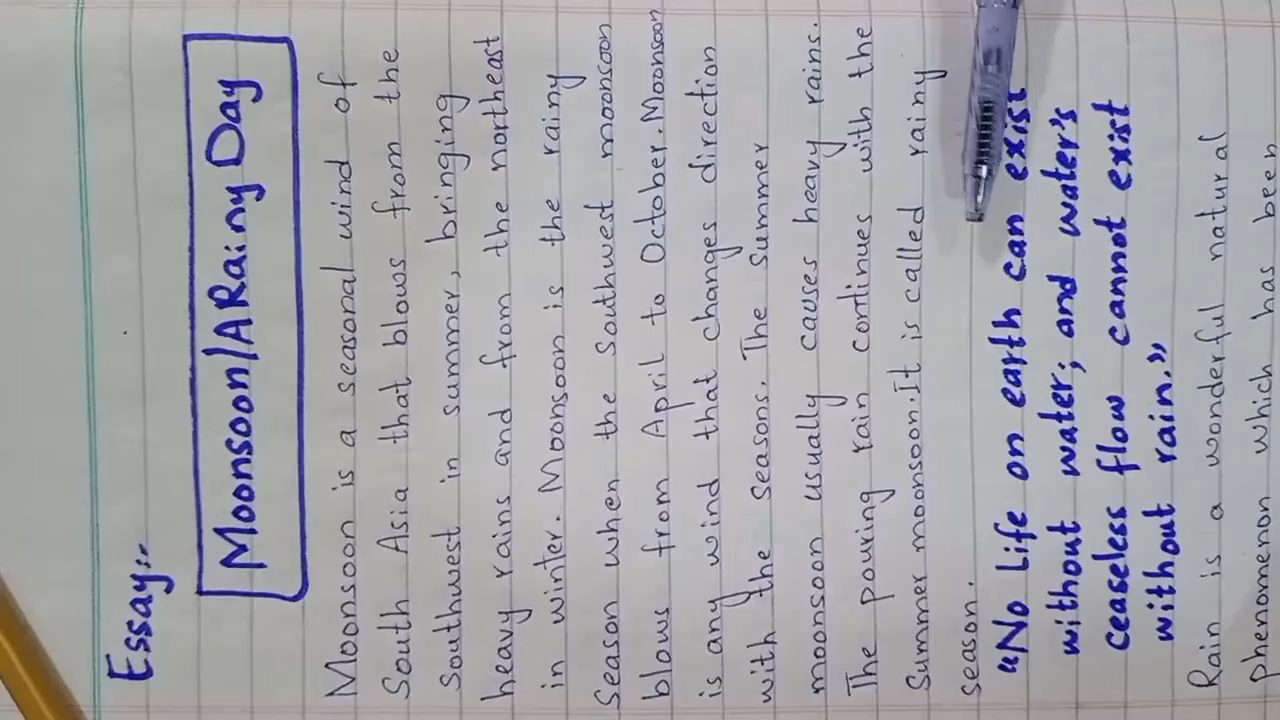 Essay:-
Moonsoon/A Rainy Day
Moonsoon is a seasonal wind of
South Asia that blows from the
Southwest in summer, bringing
heavy rains and from the northeast
in winter. Moonsoon is the rainy
Season when the Southwest moonsoon
blows from April to October. Moonsoon
is any wind that changes direction
with the seasons. The Summer
moonsoon usually causes heavy rains.
The pouring rain continues with the
Summer moonsoon. It is called rainy
season.
"No Life on earth can exist
without water; and water's
ceaseless flow cannot exist
without rain."
Rain is a wonderful natural
phenomenon which has been